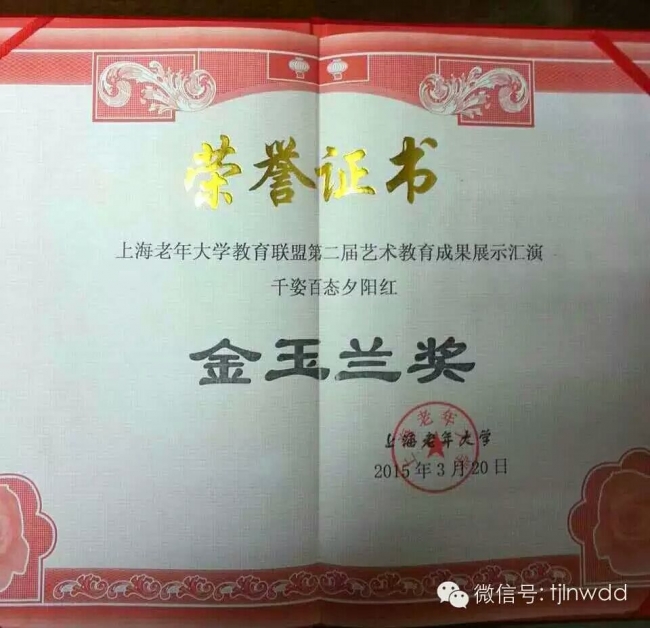 荣誉证书
上海老年大学教育联盟第二届艺术教育成果展示汇演
千姿百态夕阳红
金玉兰奖
上海老年大学
2015年3月20日
微信号: tjlnwdd